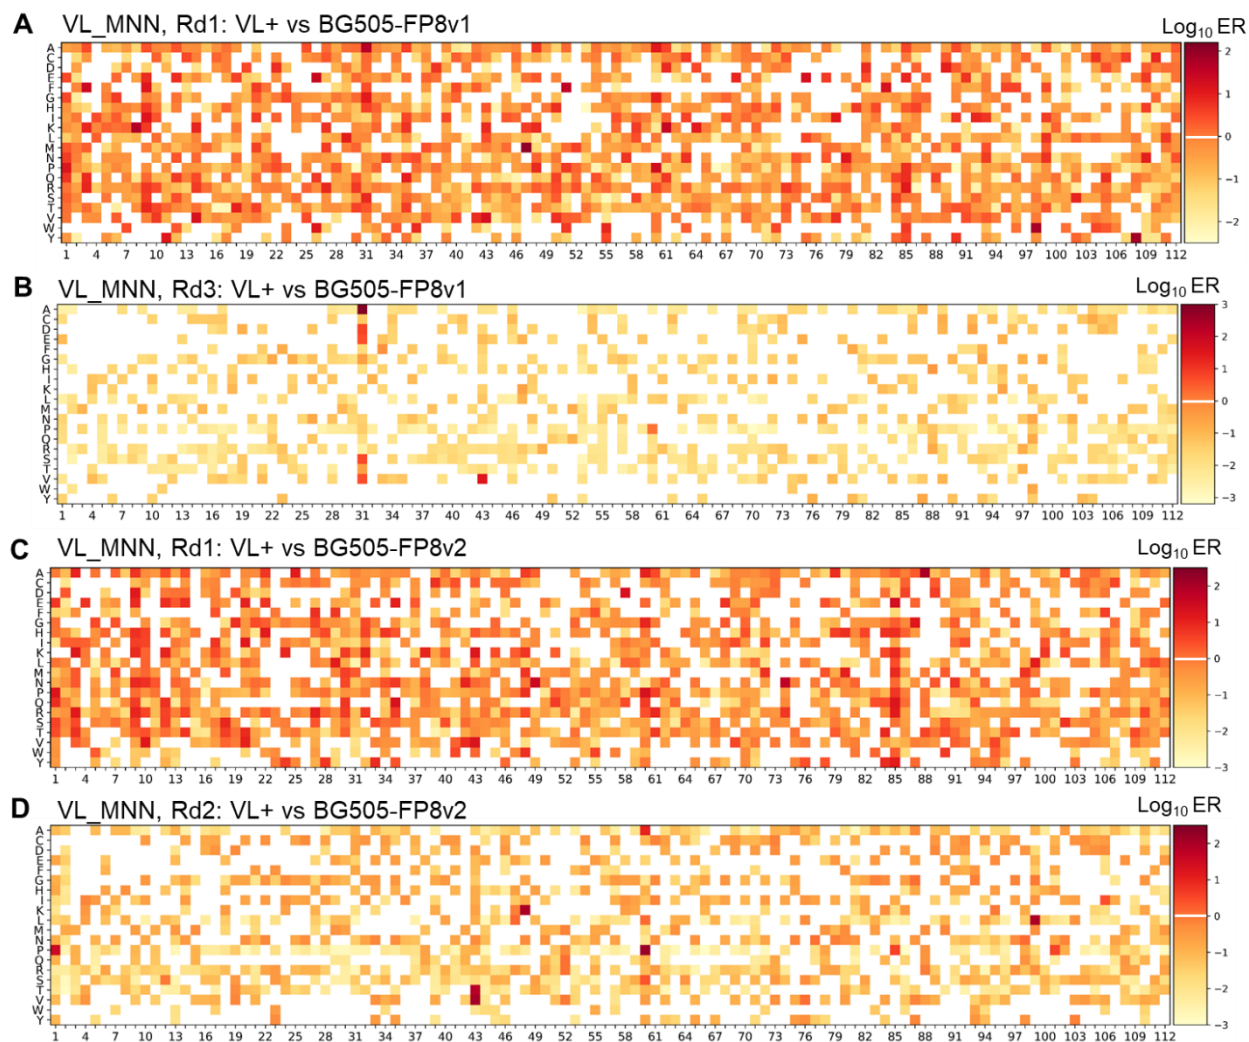 A VL_MNN, Rd1: VL+ vs BG505-FP8v1
Log10 ER
A
C
D
E
F
G
H
I
K
L
M
N
P
Q
R
S
T
V
W
Y
2
1
0
−1
−2
1 4 7 10 13 16 19 22 25 28 31 34 37 40 43 46 49 52 55 58 61 64 67 70 73 76 79 82 85 88 91 94 97 100 103 106 109 112
B VL_MNN, Rd3: VL+ vs BG505-FP8v1
Log10 ER
A
C
D
E
F
G
H
I
K
L
M
N
P
Q
R
S
T
V
W
Y
3
2
1
0
−1
−2
−3
1 4 7 10 13 16 19 22 25 28 31 34 37 40 43 46 49 52 55 58 61 64 67 70 73 76 79 82 85 88 91 94 97 100 103 106 109 112
C VL_MNN, Rd1: VL+ vs BG505-FP8v2
Log10 ER
A
C
D
E
F
G
H
I
K
L
M
N
P
Q
R
S
T
V
W
Y
2
1
0
−1
−2
−3
1 4 7 10 13 16 19 22 25 28 31 34 37 40 43 46 49 52 55 58 61 64 67 70 73 76 79 82 85 88 91 94 97 100 103 106 109 112
D VL_MNN, Rd2: VL+ vs BG505-FP8v2
Log10 ER
A
C
D
E
F
G
H
I
K
L
M
N
P
Q
R
S
T
V
W
Y
2
1
0
−1
−2
−3
1 4 7 10 13 16 19 22 25 28 31 34 37 40 43 46 49 52 55 58 61 64 67 70 73 76 79 82 85 88 91 94 97 100 103 106 109 112